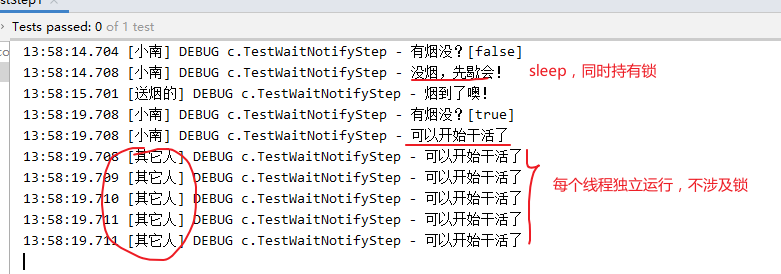 tStep1
Tests passed: 0 of 1 test
13:58:14.704 [小南] DEBUG c.TestWaitNotifyStep - 有烟没？[false]
13:58:14.708 [小南] DEBUG c.TestWaitNotifyStep - 没烟，先歇会！
sleep，同时持有锁
13:58:15.701 [送烟的] DEBUG c.TestWaitNotifyStep - 烟到了噢！
13:58:19.708 [小南] DEBUG c.TestWaitNotifyStep - 有烟没？[true]
13:58:19.708 [小南] DEBUG c.TestWaitNotifyStep - 可以开始干活了
13:58:19.708 [其它人] DEBUG c.TestWaitNotifyStep - 可以开始干活了
13:58:19.709 [其它人] DEBUG c.TestWaitNotifyStep - 可以开始干活了
每个线程独立运行，不涉及锁
13:58:19.710 [其它人] DEBUG c.TestWaitNotifyStep - 可以开始干活了
13:58:19.711 [其它人] DEBUG c.TestWaitNotifyStep - 可以开始干活了
13:58:19.711 [其它人] DEBUG c.TestWaitNotifyStep - 可以开始干活了